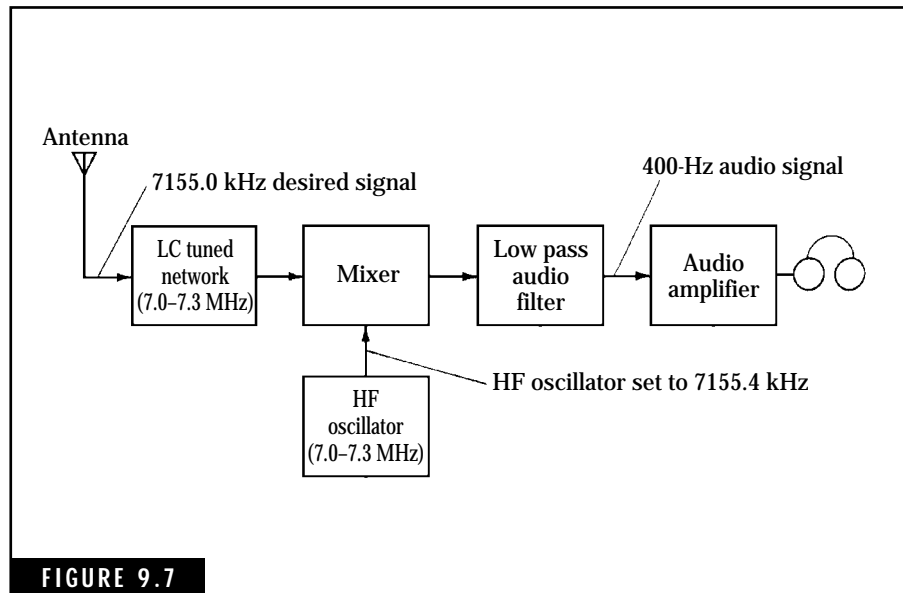 Antenna
7155.0 kHz desired signal
400-Hz audio signal
LC tuned
network
(7.0–7.3 MHz)
Mixer
Low pass
audio
filter
Audio
amplifier
HF oscillator set to 7155.4 kHz
HF
oscillator
(7.0–7.3 MHz)
FIGURE 9.7